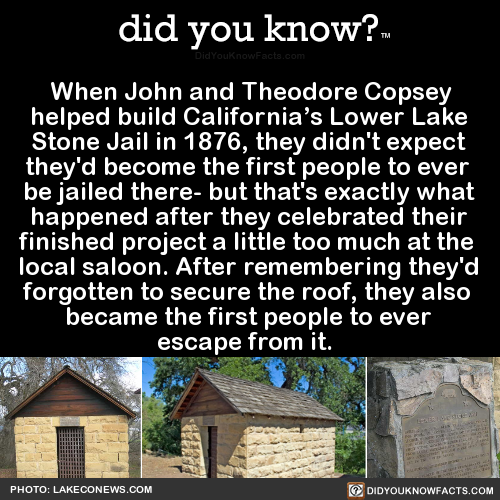 did you know?™
DidYouKnowFacts.com
When John and Theodore Copsey
helped build California's Lower Lake
Stone Jail in 1876, they didn't expect
they'd become the first people to ever
be jailed there- but that's exactly what
happened after they celebrated their
finished project a little too much at the
local saloon. After remembering they'd
forgotten to secure the roof, they also
became the first people to ever
escape from it.
PHOTO: LAKECONEWS.COM
? DIDYOUKNOWFACTS.COM